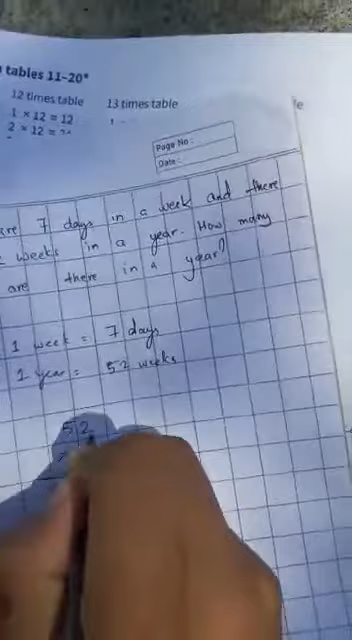 tables 11-20*
12 times table
13 times table
1 × 12 = 12
2 × 12 =
Page No :
Date :
7 days in a week and there
weeks in a year. How many
are there in a year?
1 week = 7 days
1 year = 52 weeks
52